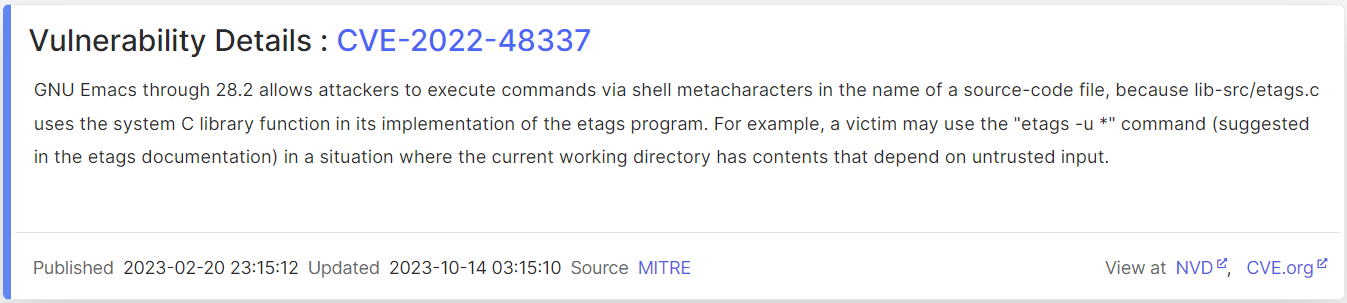 Vulnerability Details : CVE-2022-48337
GNU Emacs through 28.2 allows attackers to execute commands via shell metacharacters in the name of a source-code file, because lib-src/etags.c
uses the system C library function in its implementation of the etags program. For example, a victim may use the "etags -u *" command (suggested
in the etags documentation) in a situation where the current working directory has contents that depend on untrusted input.
Published 2023-02-20 23:15:12 Updated 2023-10-14 03:15:10 Source MITRE View at NVD, CVE.org